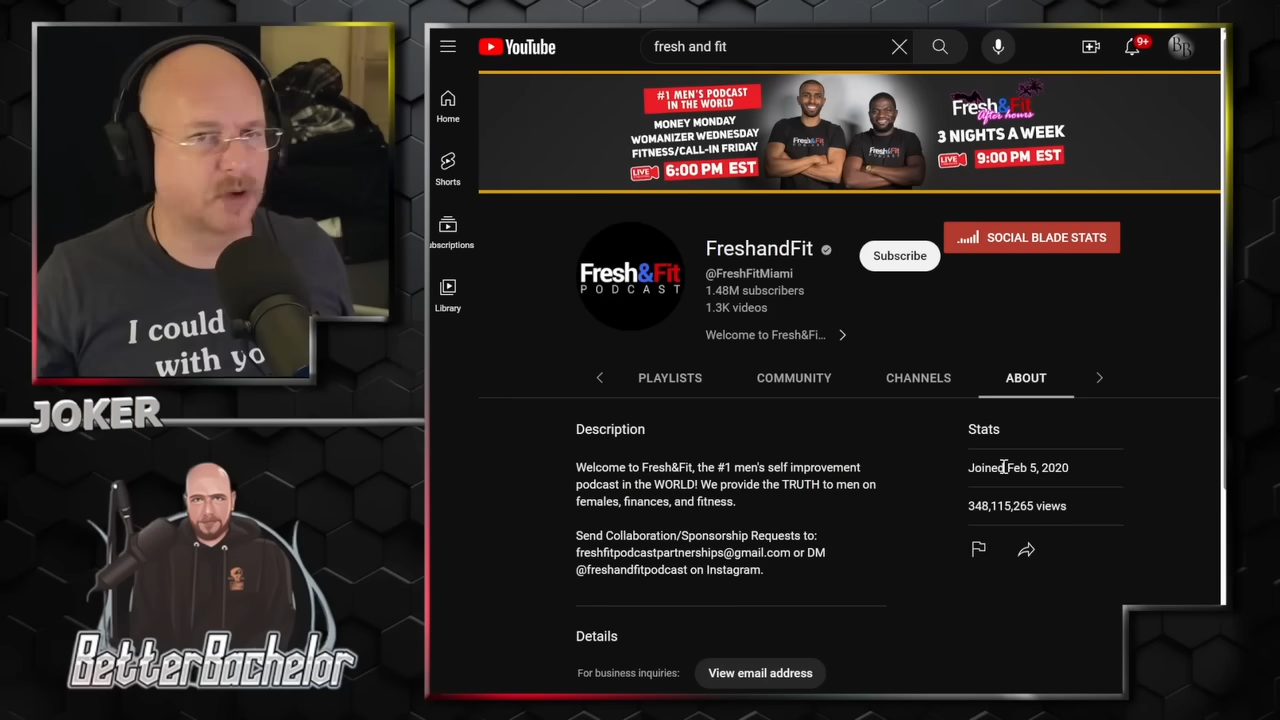 I could
with yo
JOKER
BetterBachelor
YouTube
fresh and fit
9+
BB
Home
Shorts
ubscriptions
Library
#1 MEN'S PODCAST
IN THE WORLD
MONEY MONDAY
WOMANIZER WEDNESDAY
FITNESS/CALL-IN FRIDAY
LIVE 6:00 PM EST
Fresh&Fit
Fresh&Fit
Fresh&Fit
After hours
3 NIGHTS A WEEK
LIVE 9:00 PM EST
Fresh&Fit
PODCAST
FreshandFit
@FreshFitMiami
1.48M subscribers
1.3K videos
Welcome to Fresh&Fi...
Subscribe
SOCIAL BLADE STATS
PLAYLISTS COMMUNITY CHANNELS ABOUT
Description
Welcome to Fresh&Fit, the #1 men's self improvement
podcast in the WORLD! We provide the TRUTH to men on
females, finances, and fitness.
Send Collaboration/Sponsorship Requests to:
freshfitpodcastpartnerships@gmail.com or DM
@freshandfitpodcast on Instagram.
Details
For business inquiries: View email address
Stats
Joined Feb 5, 2020
348,115,265 views